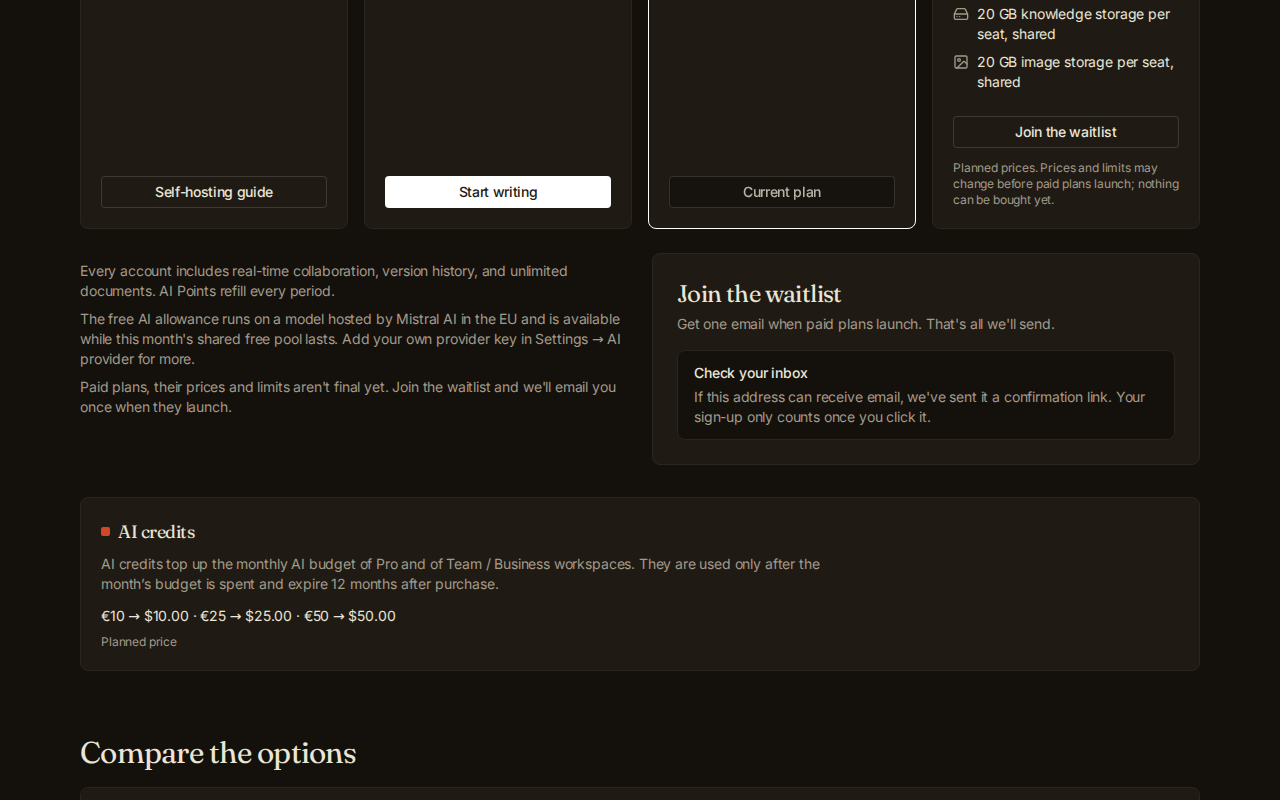 20 GB knowledge storage per
seat, shared
20 GB image storage per seat,
shared
Join the waitlist
Planned prices. Prices and limits may
change before paid plans launch; nothing
can be bought yet.
Self-hosting guide
Start writing
Current plan
Every account includes real-time collaboration, version history, and unlimited
documents. AI Points refill every period.
The free AI allowance runs on a model hosted by Mistral AI in the EU and is available
while this month's shared free pool lasts. Add your own provider key in Settings → AI
provider for more.
Paid plans, their prices and limits aren't final yet. Join the waitlist and we'll email you
once when they launch.
Join the waitlist
Get one email when paid plans launch. That's all we'll send.
Check your inbox
If this address can receive email, we've sent it a confirmation link. Your
sign-up only counts once you click it.
AI credits
AI credits top up the monthly AI budget of Pro and of Team / Business workspaces. They are used only after the
month's budget is spent and expire 12 months after purchase.
€10 → $10.00 · €25 → $25.00 · €50 → $50.00
Planned price
Compare the options